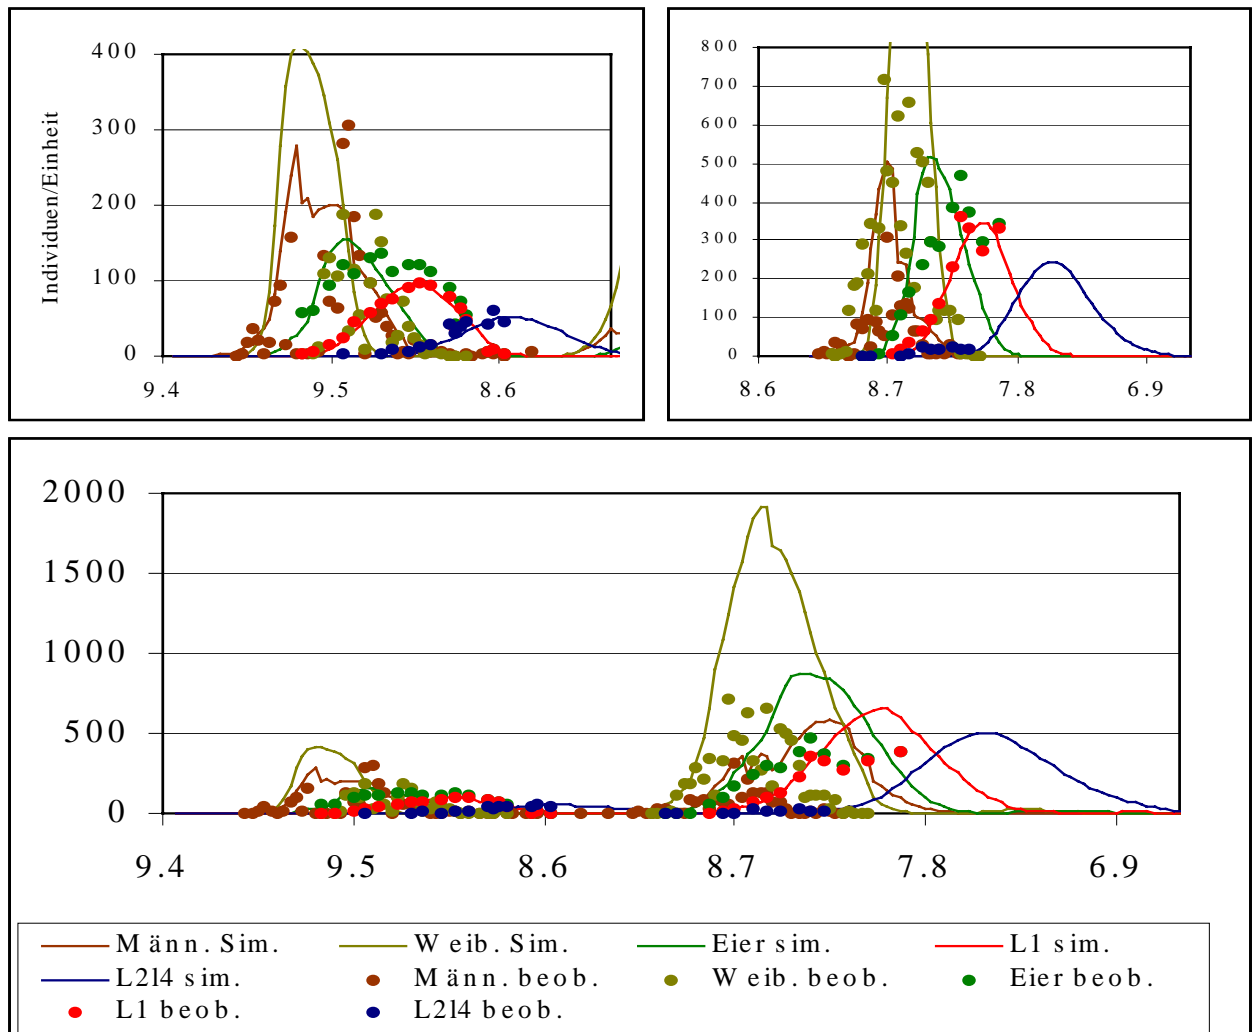 400
300
200
100
0
Individuen/Einheit
9.4 9.5 8.6
800
700
600
500
400
300
200
100
0
8.6 8.7 7.8 6.9
2000
1500
1000
500
0
9.4 9.5 8.6 8.7 7.8 6.9
Männ. Sim. Weib. Sim. Eier sim. L1 sim.
L2l4 sim. Männ. beob. Weib. beob. Eier beob.
L1 beob. L2l4 beob.